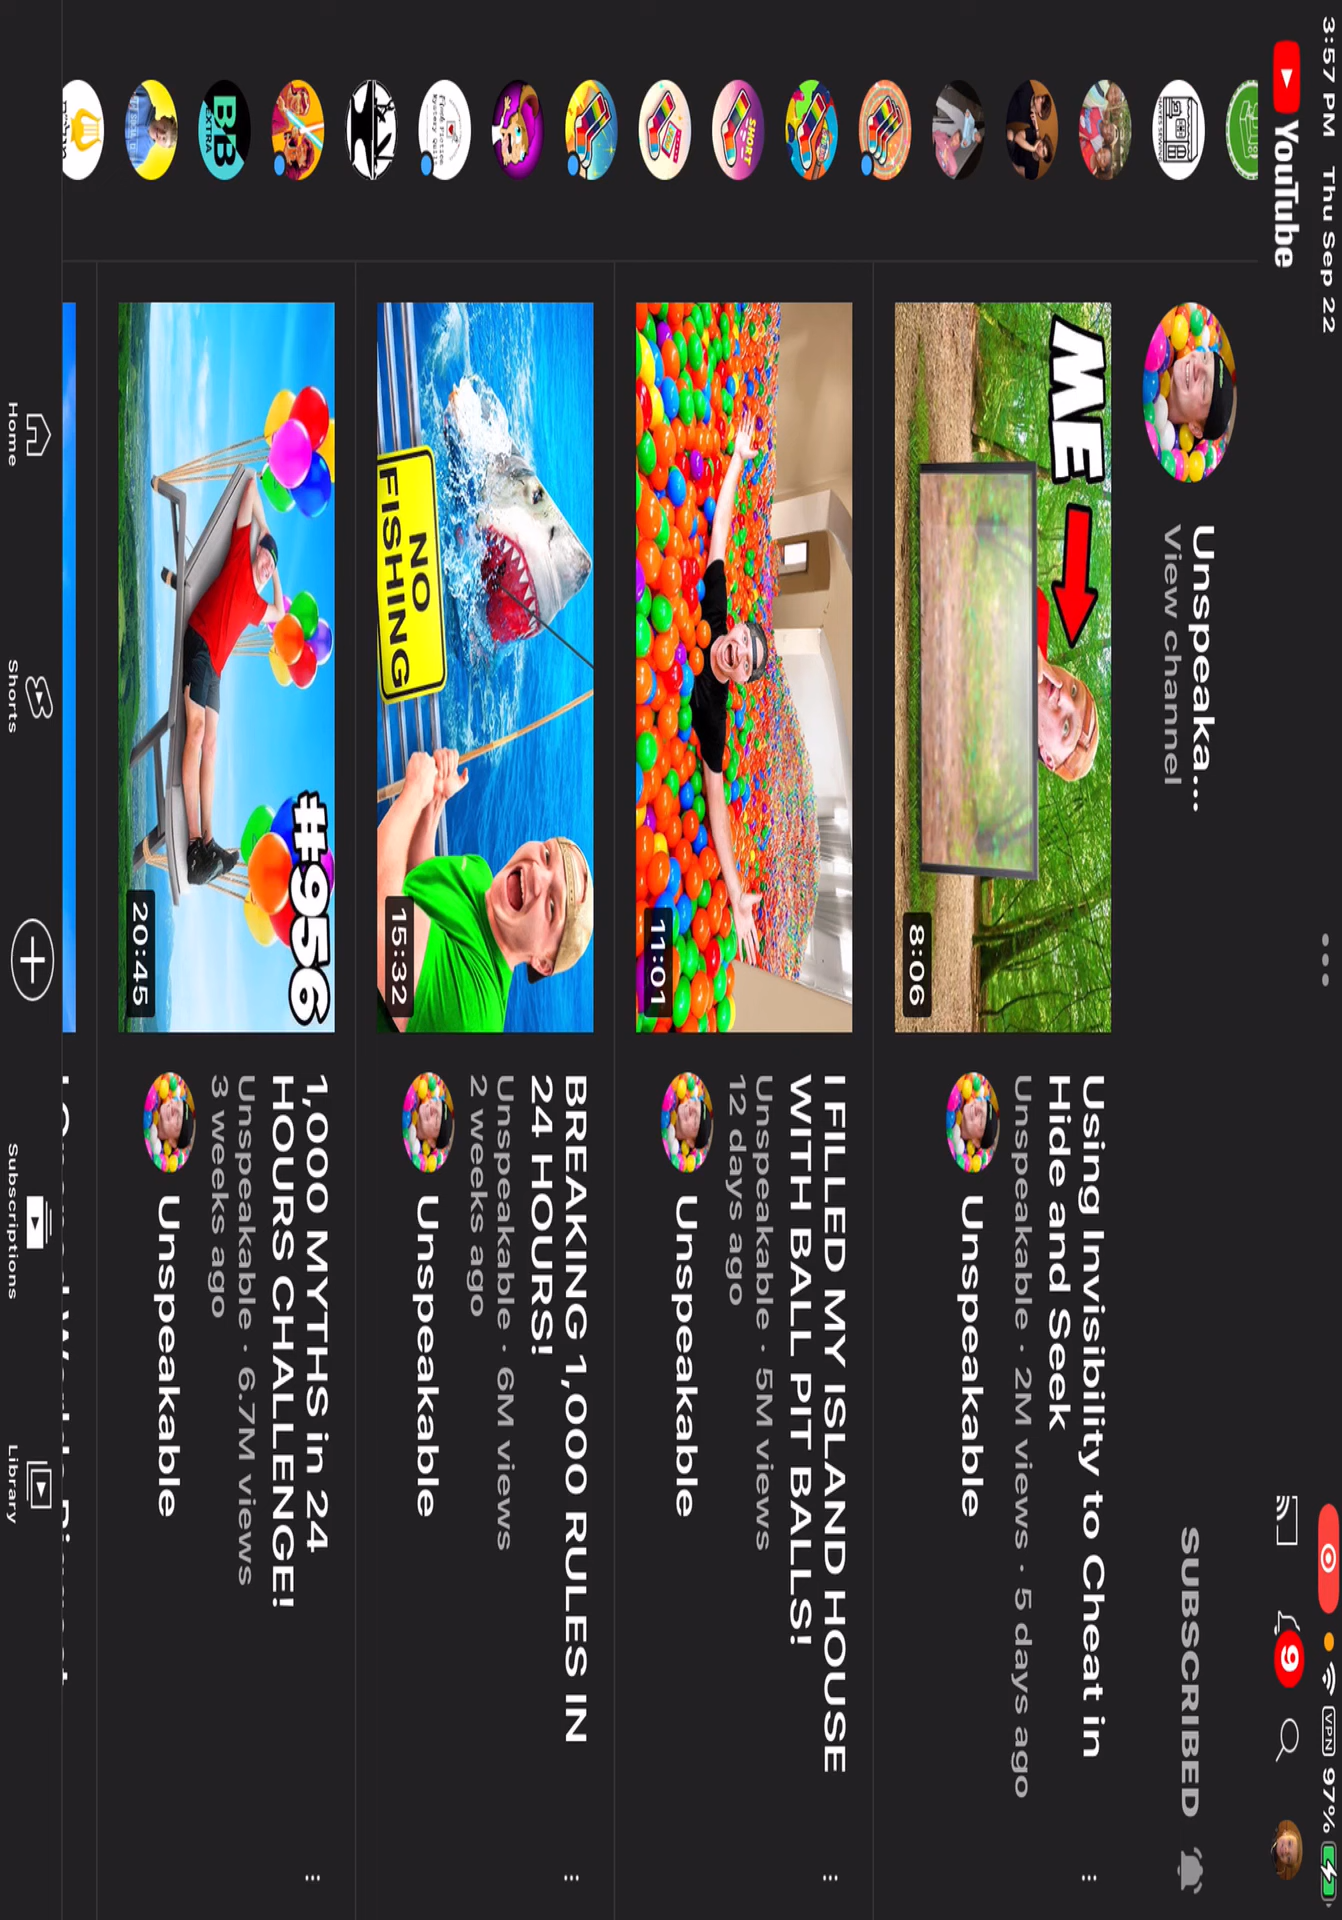 3:57 PM Thu Sep 22
97%
VPN
YouTube
9
Unspeaka...
View channel
SUBSCRIBED
ME
8:06
Using Invisibility to Cheat in
Hide and Seek
Unspeakable · 2M views · 5 days ago
Unspeakable
11:01
I FILLED MY ISLAND HOUSE
WITH BALL PIT BALLS!
Unspeakable · 5M views
12 days ago
Unspeakable
NO
FISHING
15:32
BREAKING 1,000 RULES IN
24 HOURS!
Unspeakable · 6M views
2 weeks ago
Unspeakable
#956
20:45
1,000 MYTHS in 24
HOURS CHALLENGE!
Unspeakable · 6.7M views
3 weeks ago
Unspeakable
SHORT
BB
EXTRA
Home
Shorts
Subscriptions
Library